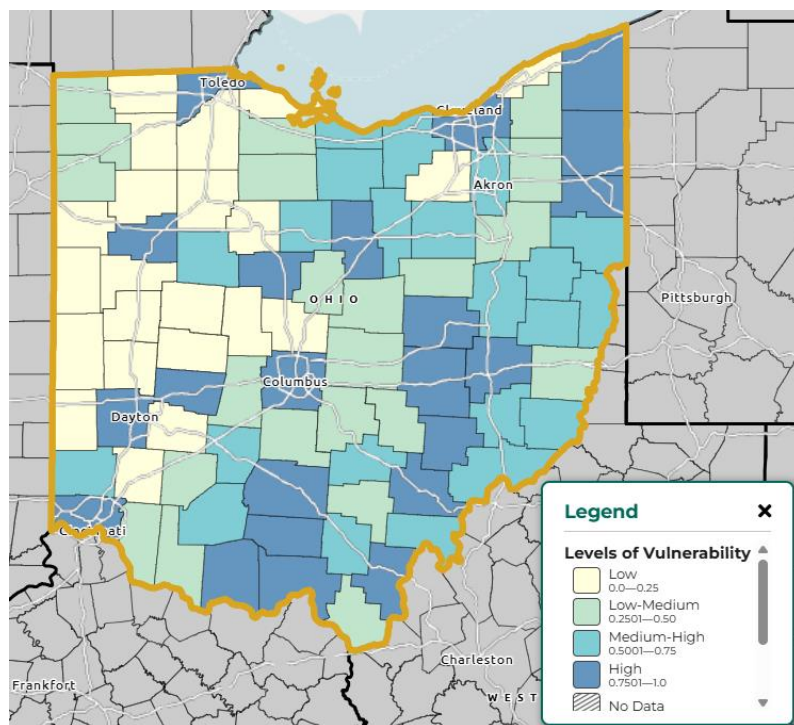 Toledo
Cleveland
Akron
OHIO
Pittsburgh
Columbus
Dayton
Cincinnati
Charleston
Frankfort
WEST
Legend
Levels of Vulnerability
Low
0.0—0.25
Low-Medium
0.2501—0.50
Medium-High
0.5001—0.75
High
0.7501—1.0
No Data